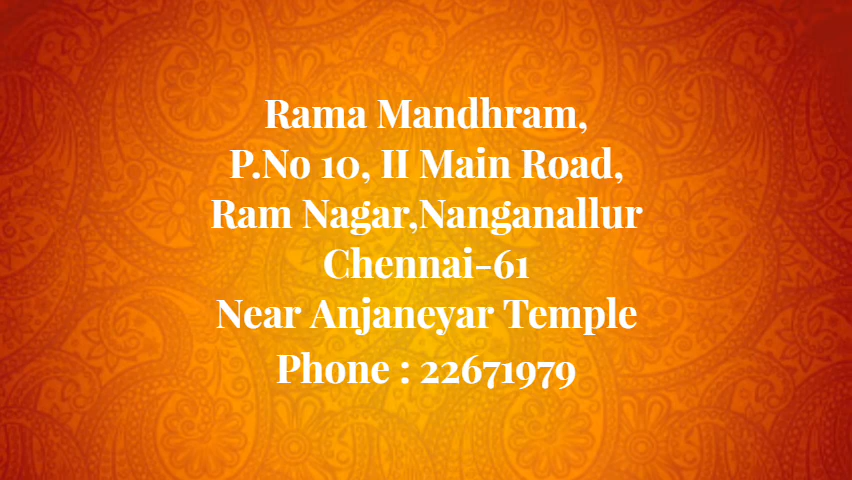 Rama Mandhram,
P.No 10, II Main Road,
Ram Nagar,Nanganallur
Chennai-61
Near Anjaneyar Temple
Phone : 22671979